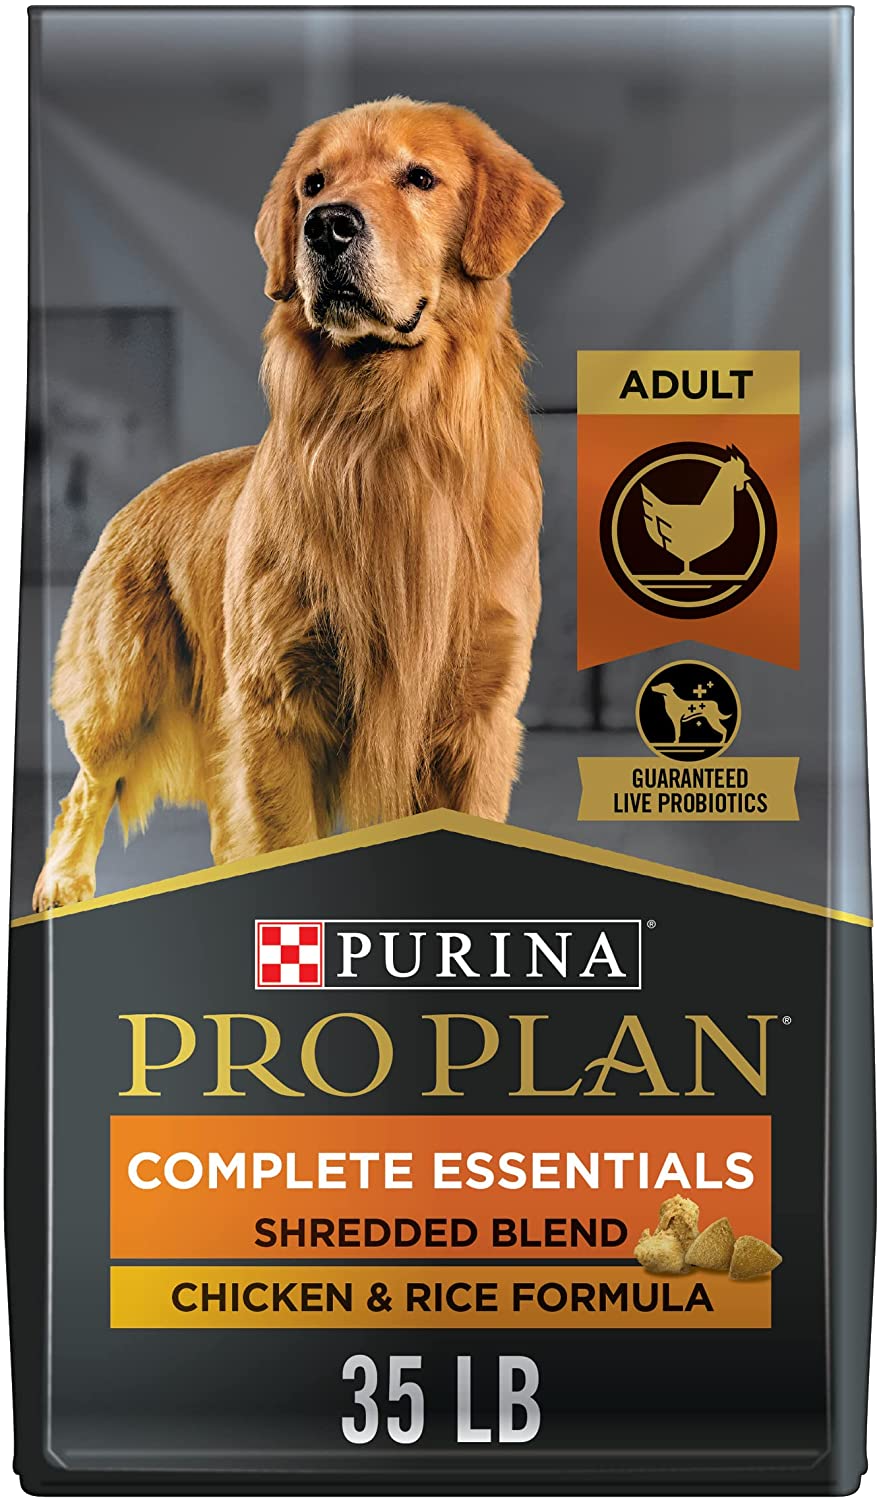 ADULT
GUARANTEED
LIVE PROBIOTICS
PURINA®
PRO PLAN®
COMPLETE ESSENTIALS
SHREDDED BLEND
CHICKEN & RICE FORMULA
35 LB